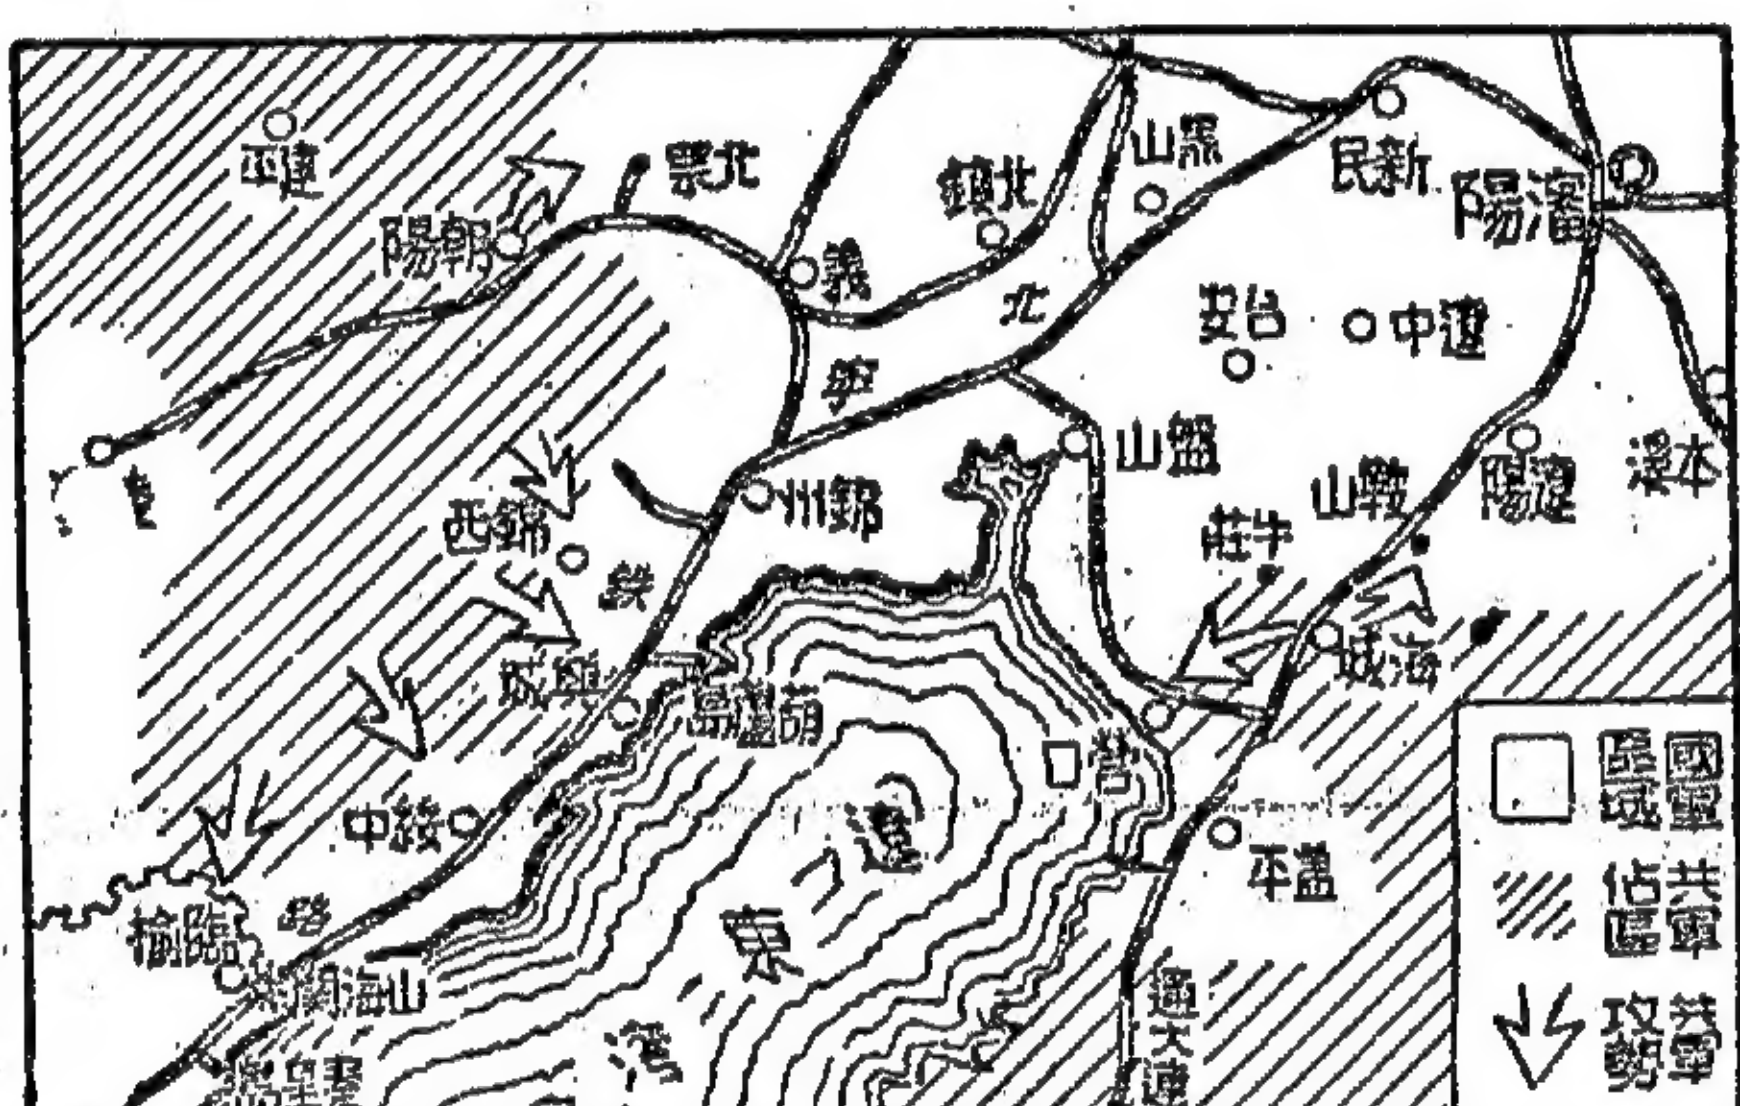 建平
朝陽
北票
義
北鎮
黑山
新民
瀋陽
台安
遼中
北寧鉄路
盤山
錦州
錦西
牛莊
鞍山
遼陽
本溪
海城
興城
葫蘆島
營口
綏中
蓋平
臨榆
山海關
遼東灣
通大連
國軍區域
共軍佔區
共軍攻勢